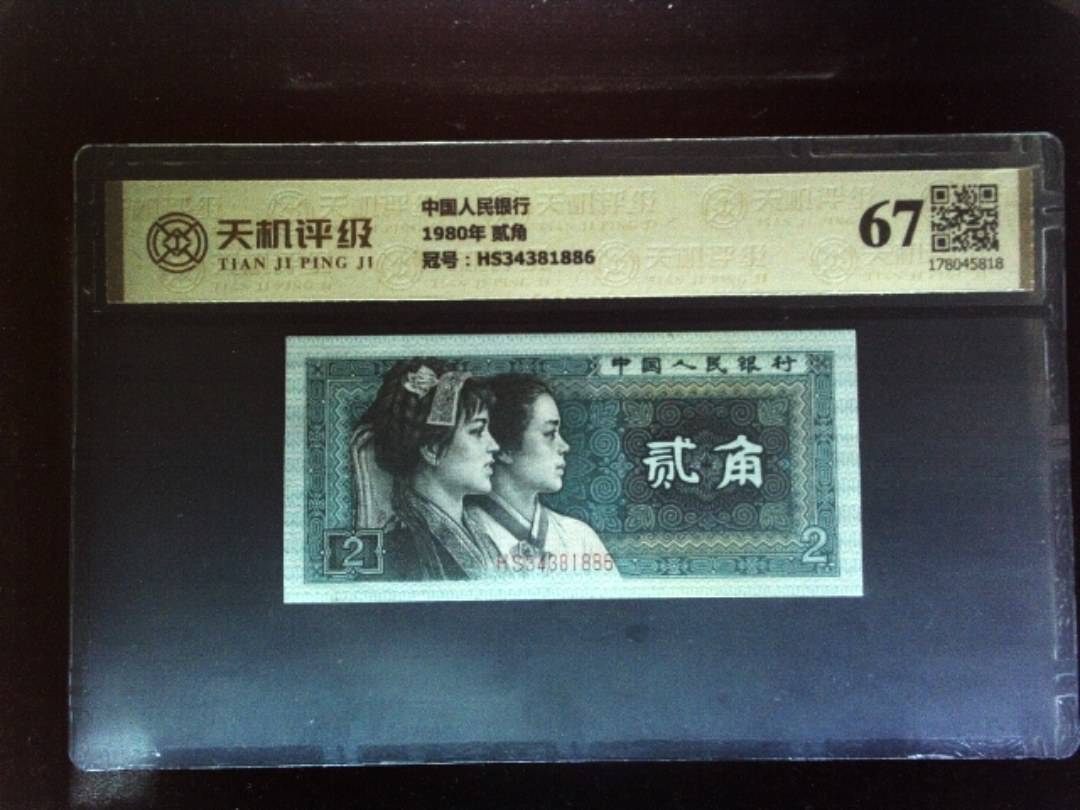 天机评级
TIAN JI PING JI
中国人民银行
1980年 贰角
冠号：HS34381886
67
178045818
中国人民银行
贰角
2
2
HS34381886